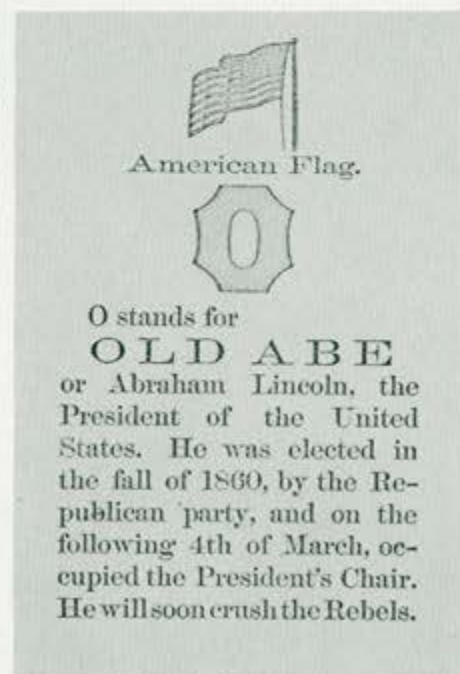 American Flag.
O
O stands for
OLD ABE
or Abraham Lincoln, the
President of the United
States. He was elected in
the fall of 1860, by the Re-
publican party, and on the
following 4th of March, oc-
cupied the President's Chair.
He will soon crush the Rebels.